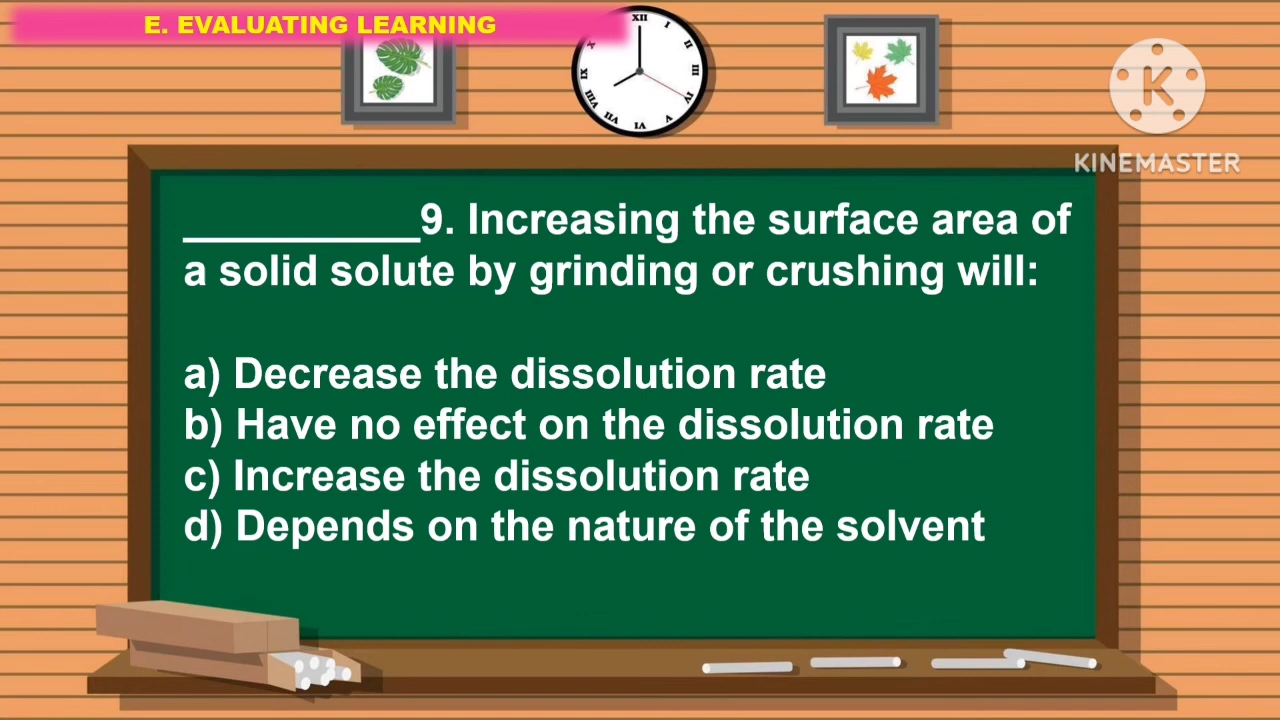 E. EVALUATING LEARNING
KINEMASTER
__________9. Increasing the surface area of
a solid solute by grinding or crushing will:
a) Decrease the dissolution rate
b) Have no effect on the dissolution rate
c) Increase the dissolution rate
d) Depends on the nature of the solvent